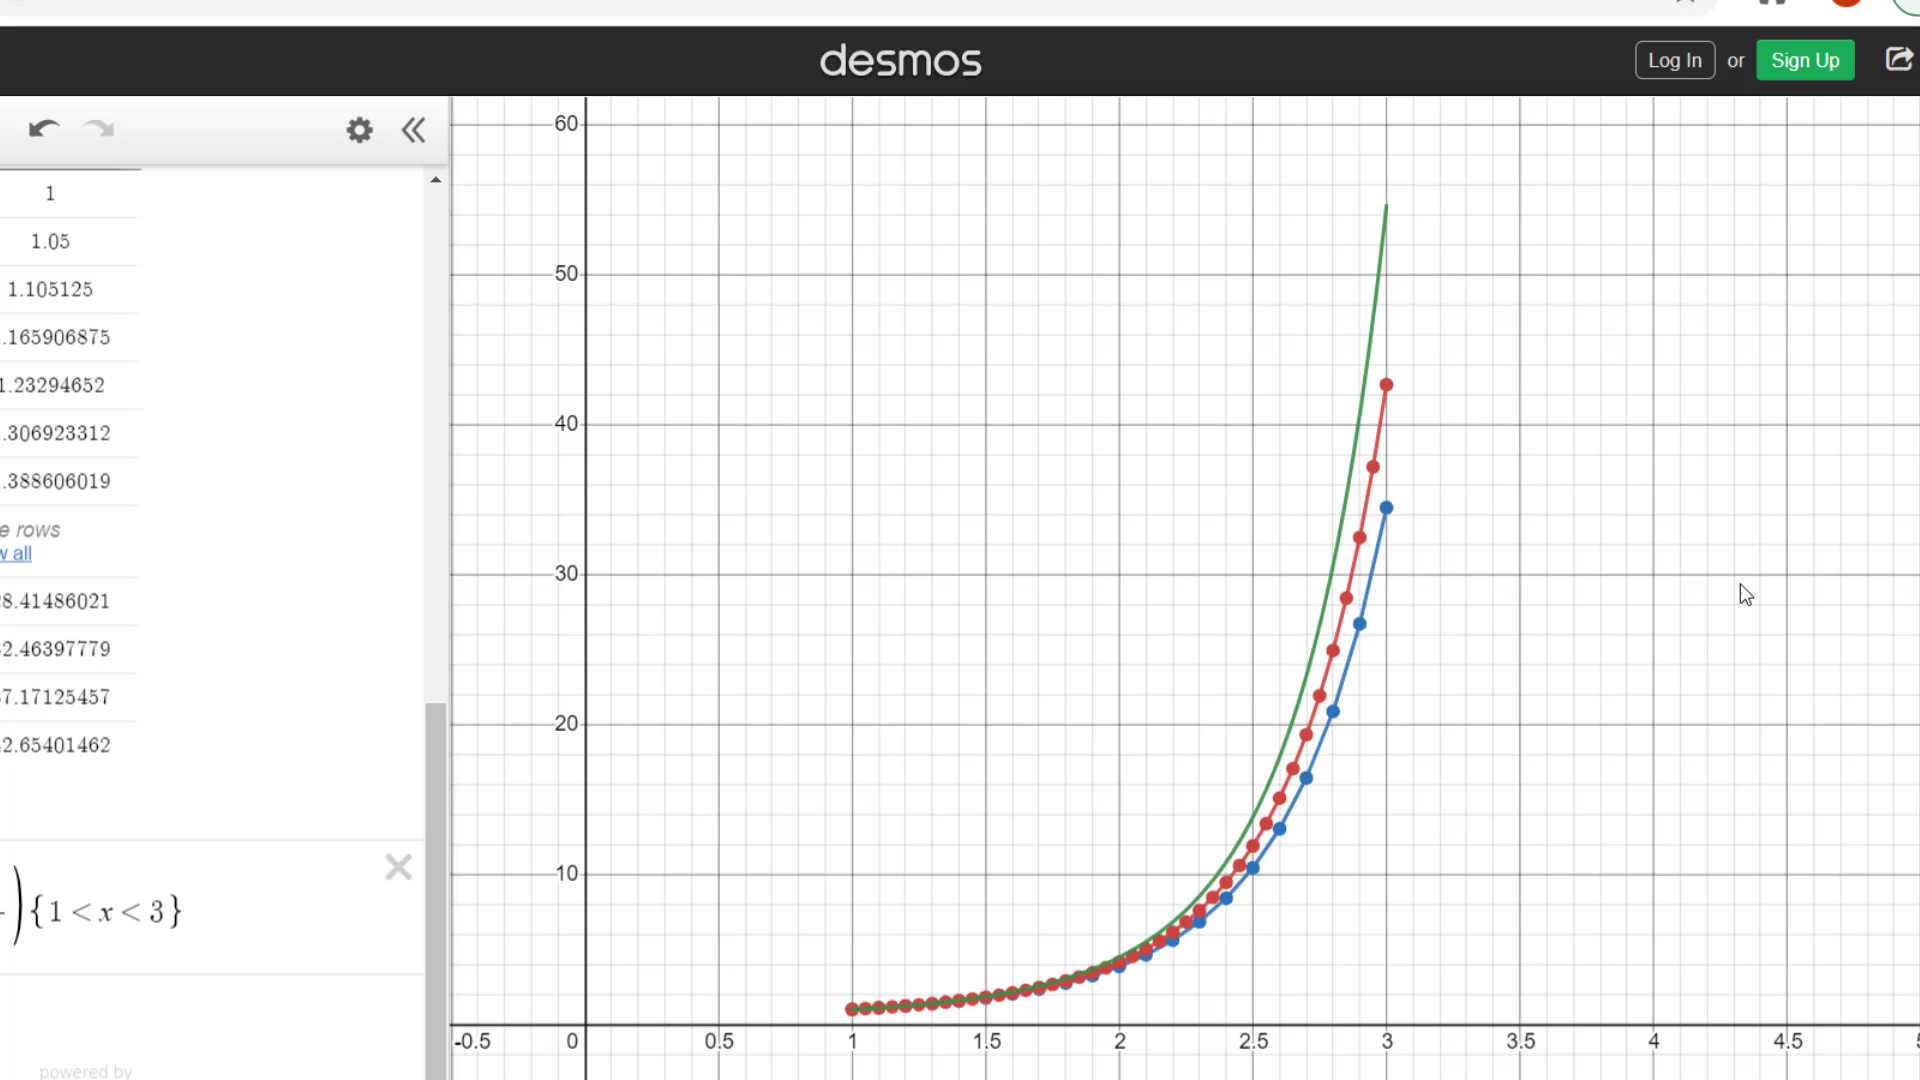 desmos
Log In or Sign Up
1
1.05
1.105125
.165906875
1.23294652
.306923312
.388606019
e rows
w all
8.41486021
2.46397779
7.17125457
2.65401462
) {1 < x < 3}
powered by
60
50
40
30
20
10
-0.5 0 0.5 1 1.5 2 2.5 3 3.5 4 4.5